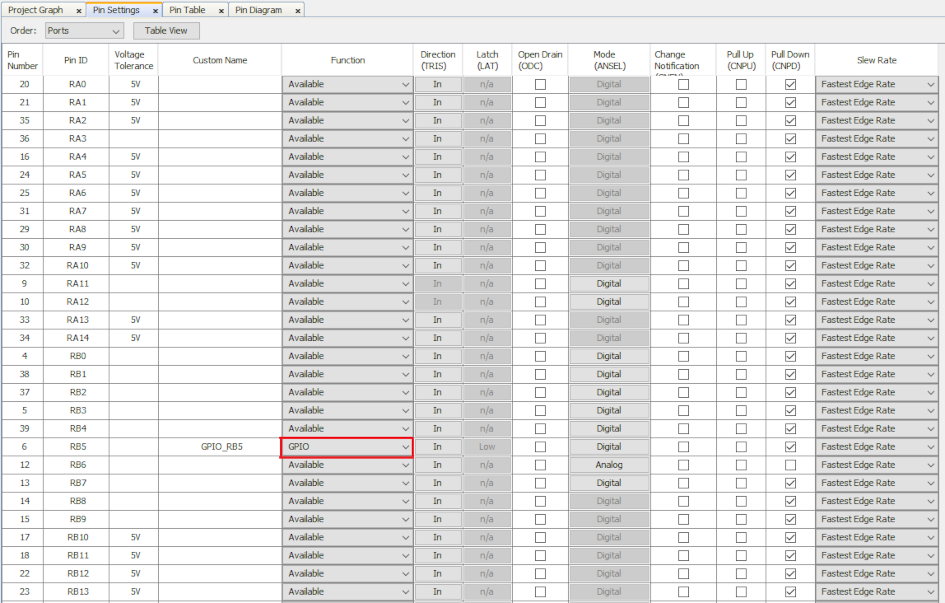 Project Graph × Pin Settings × Pin Table × Pin Diagram ×
Order: Ports Table View
Pin Number Pin ID Voltage Tolerance Custom Name Function Direction (TRIS) Latch (LAT) Open Drain (ODC) Mode (ANSEL) Change Notification Pull Up (CNPU) Pull Down (CNPD) Slew Rate
20 RA0 5V Available In n/a Digital Fastest Edge Rate
21 RA1 5V Available In n/a Digital Fastest Edge Rate
35 RA2 5V Available In n/a Digital Fastest Edge Rate
36 RA3 Available In n/a Digital Fastest Edge Rate
16 RA4 5V Available In n/a Digital Fastest Edge Rate
24 RA5 5V Available In n/a Digital Fastest Edge Rate
25 RA6 5V Available In n/a Digital Fastest Edge Rate
31 RA7 5V Available In n/a Digital Fastest Edge Rate
29 RA8 5V Available In n/a Digital Fastest Edge Rate
30 RA9 5V Available In n/a Digital Fastest Edge Rate
32 RA10 5V Available In n/a Digital Fastest Edge Rate
9 RA11 Available In n/a Digital Fastest Edge Rate
10 RA12 Available In n/a Digital Fastest Edge Rate
33 RA13 5V Available In n/a Digital Fastest Edge Rate
34 RA14 5V Available In n/a Digital Fastest Edge Rate
4 RB0 Available In n/a Digital Fastest Edge Rate
38 RB1 Available In n/a Digital Fastest Edge Rate
37 RB2 Available In n/a Digital Fastest Edge Rate
5 RB3 Available In n/a Digital Fastest Edge Rate
39 RB4 Available In n/a Digital Fastest Edge Rate
6 RB5 GPIO_RB5 GPIO In Low Digital Fastest Edge Rate
12 RB6 Available In n/a Analog Fastest Edge Rate
13 RB7 Available In n/a Digital Fastest Edge Rate
14 RB8 Available In n/a Digital Fastest Edge Rate
15 RB9 Available In n/a Digital Fastest Edge Rate
17 RB10 5V Available In n/a Digital Fastest Edge Rate
18 RB11 5V Available In n/a Digital Fastest Edge Rate
22 RB12 5V Available In n/a Digital Fastest Edge Rate
23 RB13 5V Available In n/a Digital Fastest Edge Rate